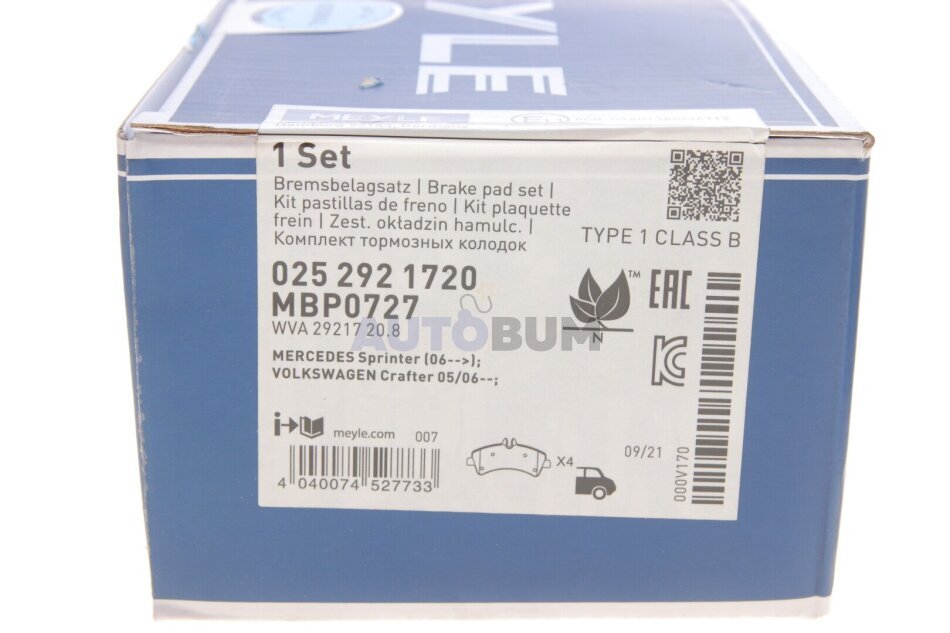 YLE
MEYLE
1 Set
Bremsbelagsatz | Brake pad set |
Kit pastillas de freno | Kit plaquette
frein | Zest. okładzin hamulc. |
Комплект тормозных колодок
TYPE 1 CLASS B
025 292 1720
MBP0727
WVA 29217 20.8
AUTOBUM
TM
N
EAC
MERCEDES Sprinter (06-->);
VOLKSWAGEN Crafter 05/06--;
meyle.com 007
4 040074 527733
X4
09/21
000V170